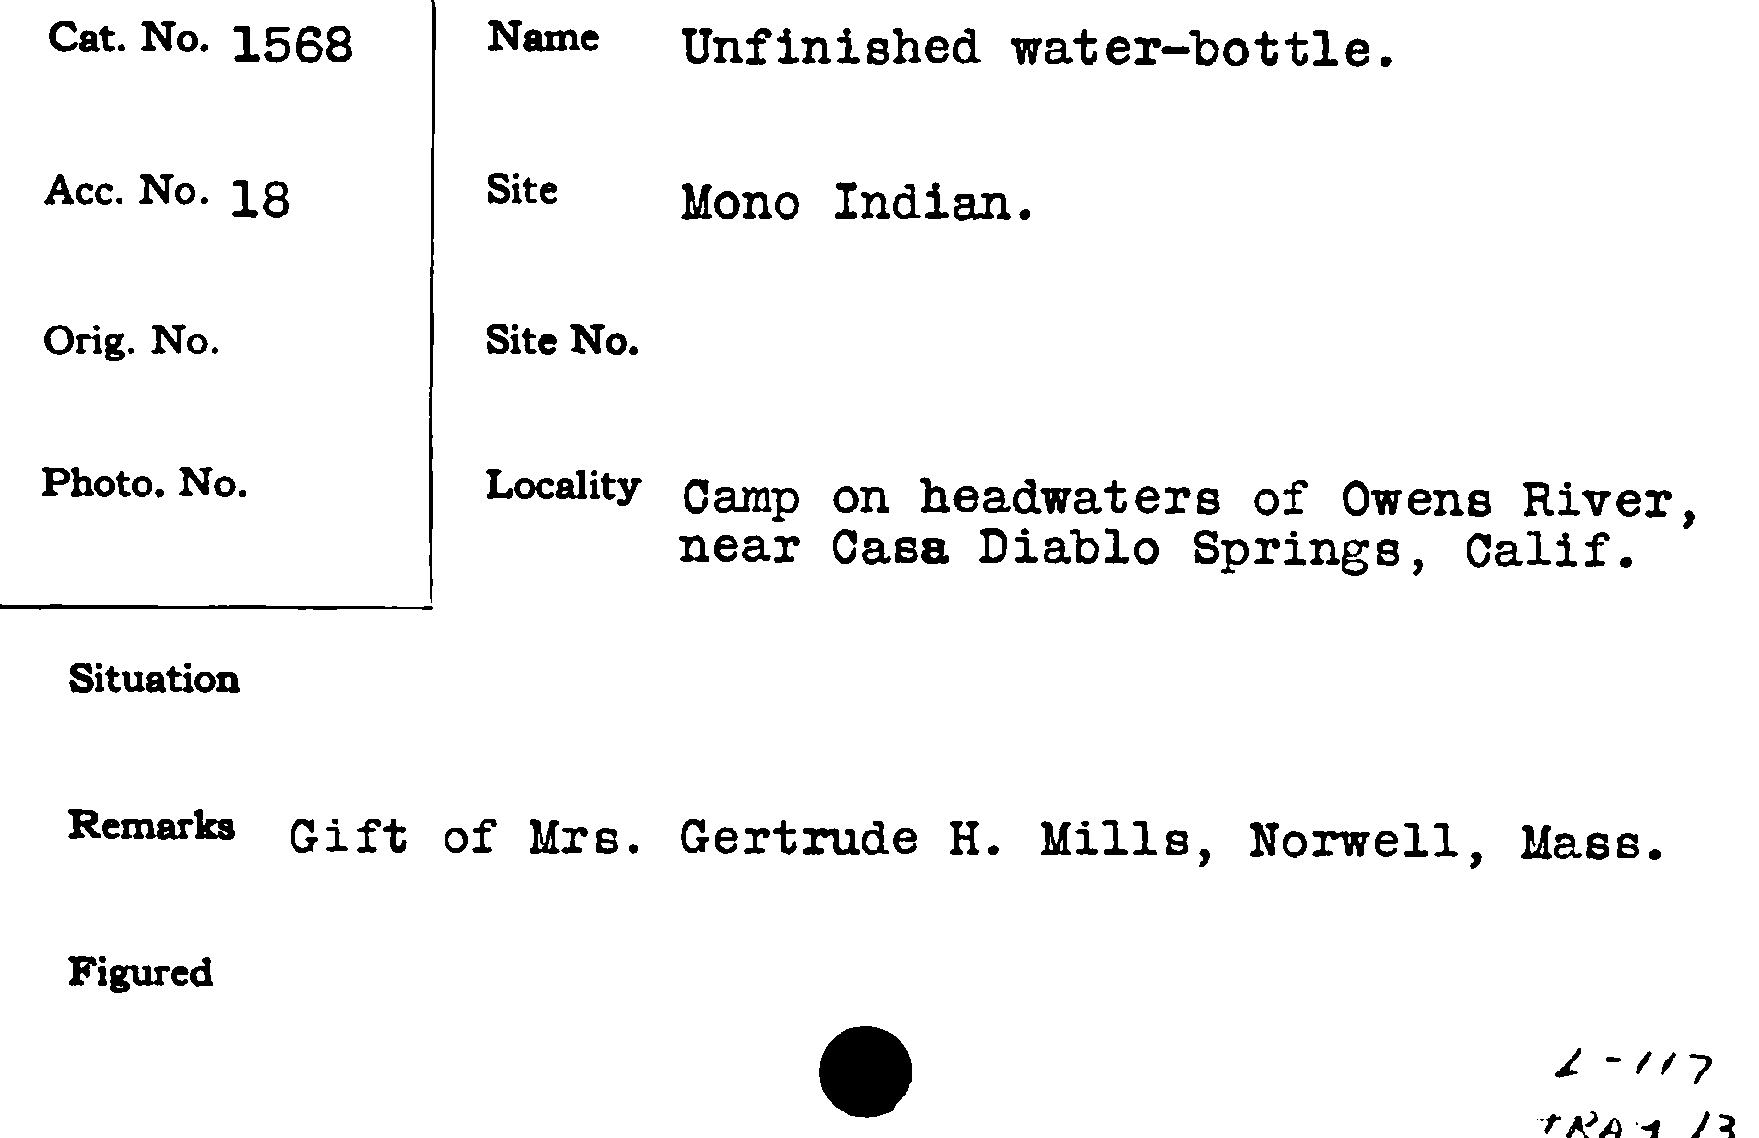 Cat. No. 1568
Name Unfinished water-bottle.
Acc. No. 18
Site Mono Indian.
Orig. No.
Site No.
Photo. No.
Locality Camp on headwaters of Owens River,
near Casa Diablo Springs, Calif.
Situation
Remarks Gift of Mrs. Gertrude H. Mills, Norwell, Mass.
Figured
L-117
TRAY 13